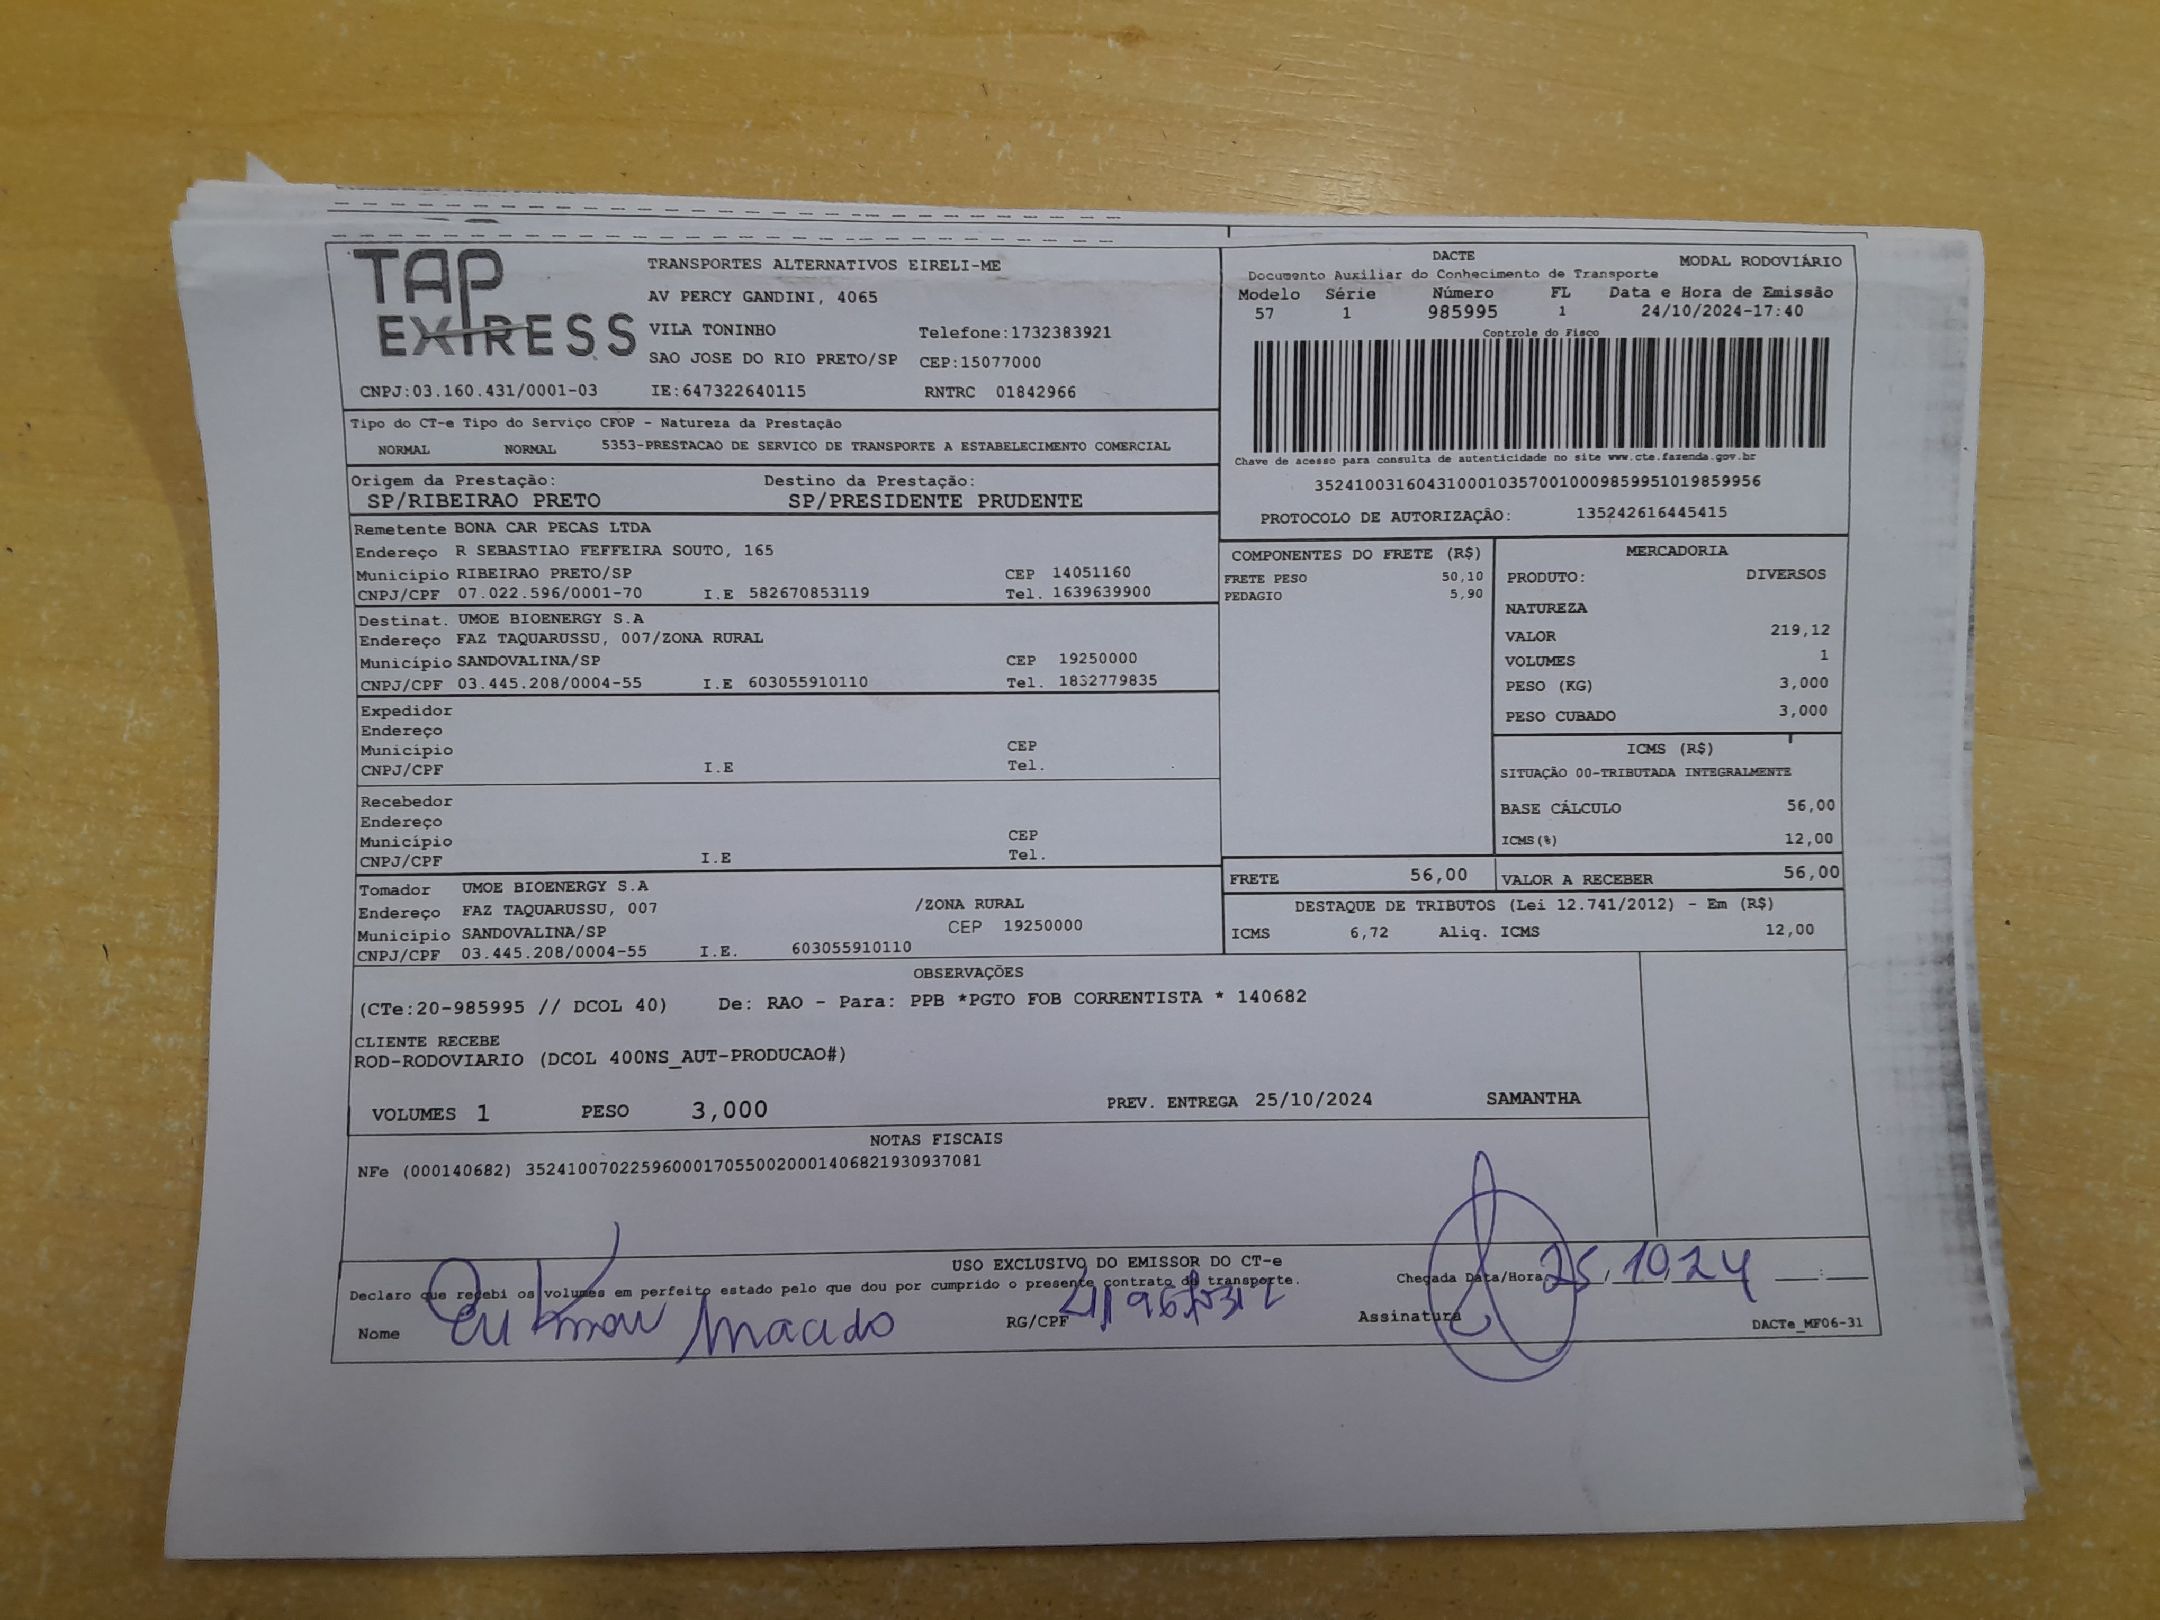 TAP EXPRESS
TRANSPORTES ALTERNATIVOS EIRELI-ME
AV PERCY GANDINI, 4065
VILA TONINHO Telefone:1732383921
SAO JOSE DO RIO PRETO/SP CEP:15077000
CNPJ:03.160.431/0001-03 IE:647322640115 RNTRC 01842966
DACTE MODAL RODOVIÁRIO
Documento Auxiliar do Conhecimento de Transporte
Modelo Série Número FL Data e Hora de Emissão
57 1 985995 1 24/10/2024-17:40
Controle do Fisco
Chave de acesso para consulta de autenticidade no site www.cte.fazenda.gov.br
35241003160431000103570010009859951019859956
PROTOCOLO DE AUTORIZAÇÃO: 135242616445415
Tipo do CT-e Tipo do Serviço CFOP - Natureza da Prestação
NORMAL NORMAL 5353-PRESTACAO DE SERVICO DE TRANSPORTE A ESTABELECIMENTO COMERCIAL
Origem da Prestação: Destino da Prestação:
SP/RIBEIRAO PRETO SP/PRESIDENTE PRUDENTE
Remetente BONA CAR PECAS LTDA
Endereço R SEBASTIAO FEFFEIRA SOUTO, 165
Município RIBEIRAO PRETO/SP CEP 14051160
CNPJ/CPF 07.022.596/0001-70 I.E 582670853119 Tel. 1639639900
Destinat. UMOE BIOENERGY S.A
Endereço FAZ TAQUARUSSU, 007/ZONA RURAL
Município SANDOVALINA/SP CEP 19250000
CNPJ/CPF 03.445.208/0004-55 I.E 603055910110 Tel. 1832779835
Expedidor
Endereço
Município CEP
CNPJ/CPF I.E Tel.
Recebedor
Endereço
Município CEP
CNPJ/CPF I.E Tel.
Tomador UMOE BIOENERGY S.A
Endereço FAZ TAQUARUSSU, 007 /ZONA RURAL
Município SANDOVALINA/SP CEP 19250000
CNPJ/CPF 03.445.208/0004-55 I.E. 603055910110
COMPONENTES DO FRETE (R$)
FRETE PESO 50,10
PEDAGIO 5,90
MERCADORIA
PRODUTO: DIVERSOS
NATUREZA
VALOR 219,12
VOLUMES 1
PESO (KG) 3,000
PESO CUBADO 3,000
ICMS (R$)
SITUAÇÃO 00-TRIBUTADA INTEGRALMENTE
BASE CÁLCULO 56,00
ICMS(%) 12,00
FRETE 56,00 VALOR A RECEBER 56,00
DESTAQUE DE TRIBUTOS (Lei 12.741/2012) - Em (R$)
ICMS 6,72 Aliq. ICMS 12,00
OBSERVAÇÕES
(CTe:20-985995 // DCOL 40) De: RAO - Para: PPB *PGTO FOB CORRENTISTA * 140682
CLIENTE RECEBE
ROD-RODOVIARIO (DCOL 400NS_AUT-PRODUCAO#)
VOLUMES 1 PESO 3,000 PREV. ENTREGA 25/10/2024 SAMANTHA
NOTAS FISCAIS
NFe (000140682) 35241007022596000170550020001406821930937081
USO EXCLUSIVO DO EMISSOR DO CT-e
Declaro que recebi os volumes em perfeito estado pelo que dou por cumprido o presente contrato de transporte. Chegada Data/Hora 25/10/24 __:__
Nome Macedo RG/CPF Assinatura DACTe_MF06-31